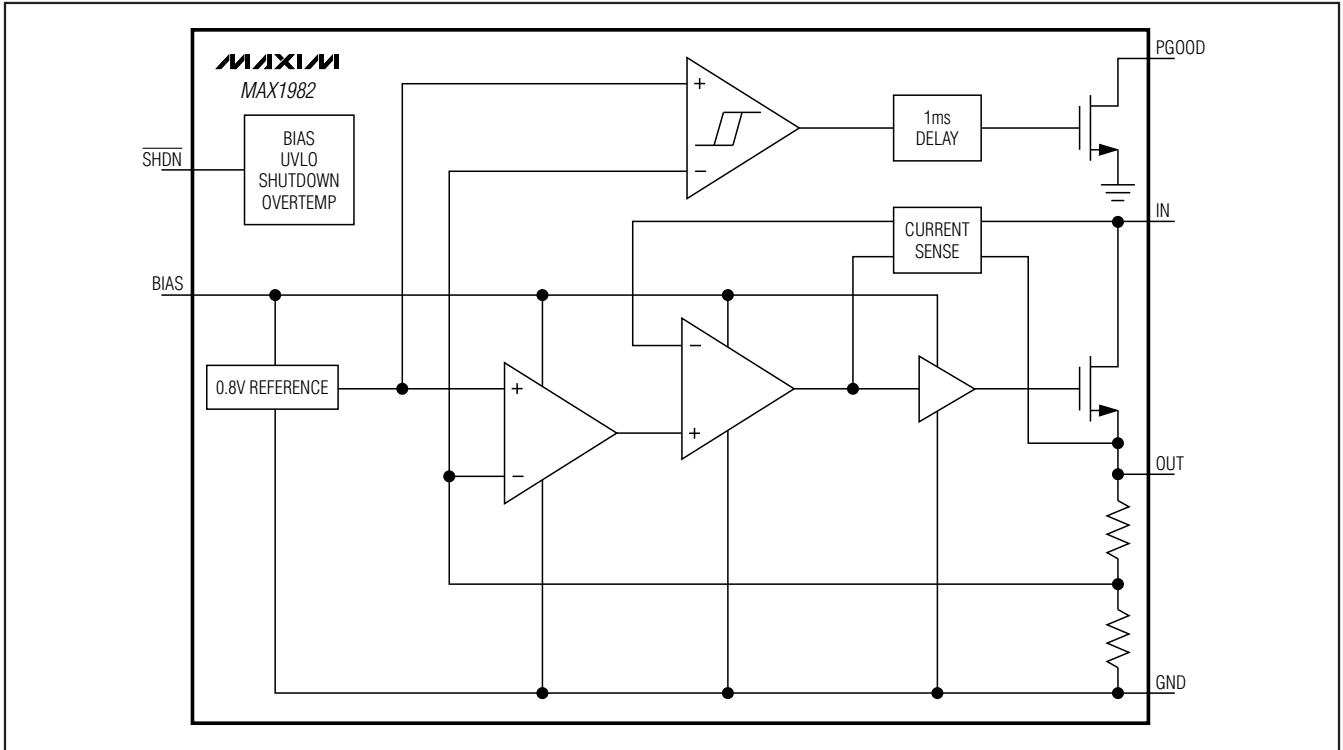 MAXIM
MAX1982
PGOOD
+
1ms
DELAY
BIAS
UVLO
SHUTDOWN
OVERTEMP
SHDN
−
IN
CURRENT
SENSE
BIAS
−
0.8V REFERENCE
+
+
−
OUT
GND